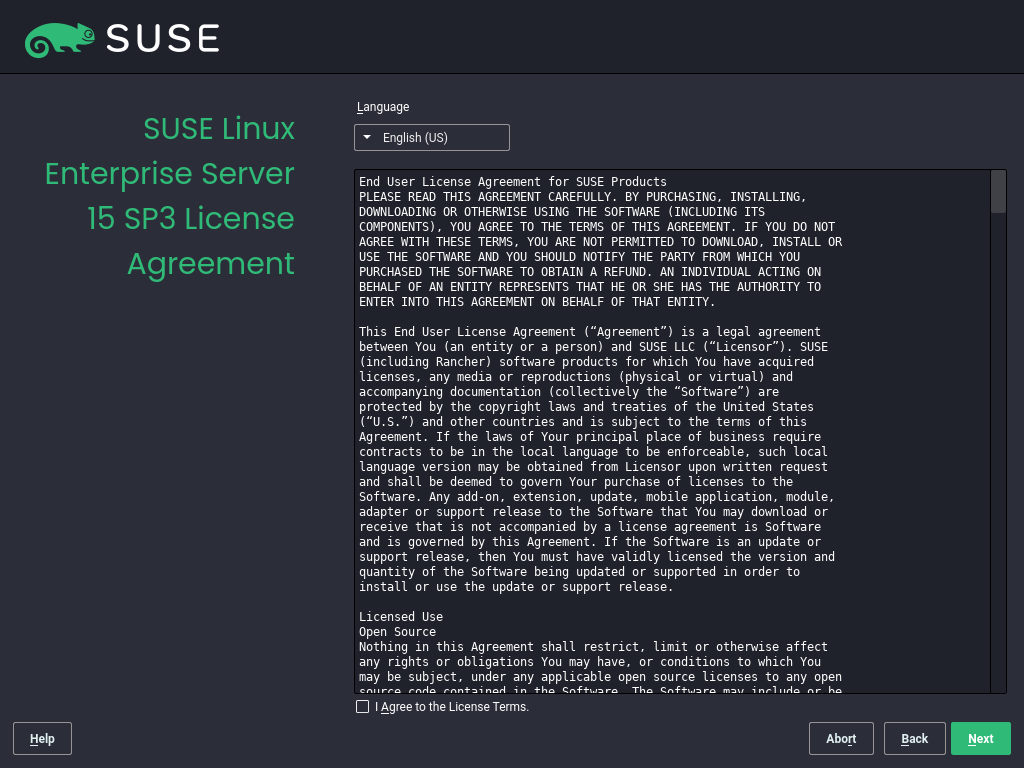 SUSE
SUSE Linux
Enterprise Server
15 SP3 License
Agreement
Language
English (US)
End User License Agreement for SUSE Products
PLEASE READ THIS AGREEMENT CAREFULLY. BY PURCHASING, INSTALLING,
DOWNLOADING OR OTHERWISE USING THE SOFTWARE (INCLUDING ITS
COMPONENTS), YOU AGREE TO THE TERMS OF THIS AGREEMENT. IF YOU DO NOT
AGREE WITH THESE TERMS, YOU ARE NOT PERMITTED TO DOWNLOAD, INSTALL OR
USE THE SOFTWARE AND YOU SHOULD NOTIFY THE PARTY FROM WHICH YOU
PURCHASED THE SOFTWARE TO OBTAIN A REFUND. AN INDIVIDUAL ACTING ON
BEHALF OF AN ENTITY REPRESENTS THAT HE OR SHE HAS THE AUTHORITY TO
ENTER INTO THIS AGREEMENT ON BEHALF OF THAT ENTITY.
This End User License Agreement (“Agreement”) is a legal agreement
between You (an entity or a person) and SUSE LLC (“Licensor”). SUSE
(including Rancher) software products for which You have acquired
licenses, any media or reproductions (physical or virtual) and
accompanying documentation (collectively the “Software”) are
protected by the copyright laws and treaties of the United States
(“U.S.”) and other countries and is subject to the terms of this
Agreement. If the laws of Your principal place of business require
contracts to be in the local language to be enforceable, such local
language version may be obtained from Licensor upon written request
and shall be deemed to govern Your purchase of licenses to the
Software. Any add-on, extension, update, mobile application, module,
adapter or support release to the Software that You may download or
receive that is not accompanied by a license agreement is Software
and is governed by this Agreement. If the Software is an update or
support release, then You must have validly licensed the version and
quantity of the Software being updated or supported in order to
install or use the update or support release.
Licensed Use
Open Source
Nothing in this Agreement shall restrict, limit or otherwise affect
any rights or obligations You may have, or conditions to which You
may be subject, under any applicable open source licenses to any open
source code contained in the Software. The Software may include or be
I Agree to the License Terms.
Help
Abort
Back
Next